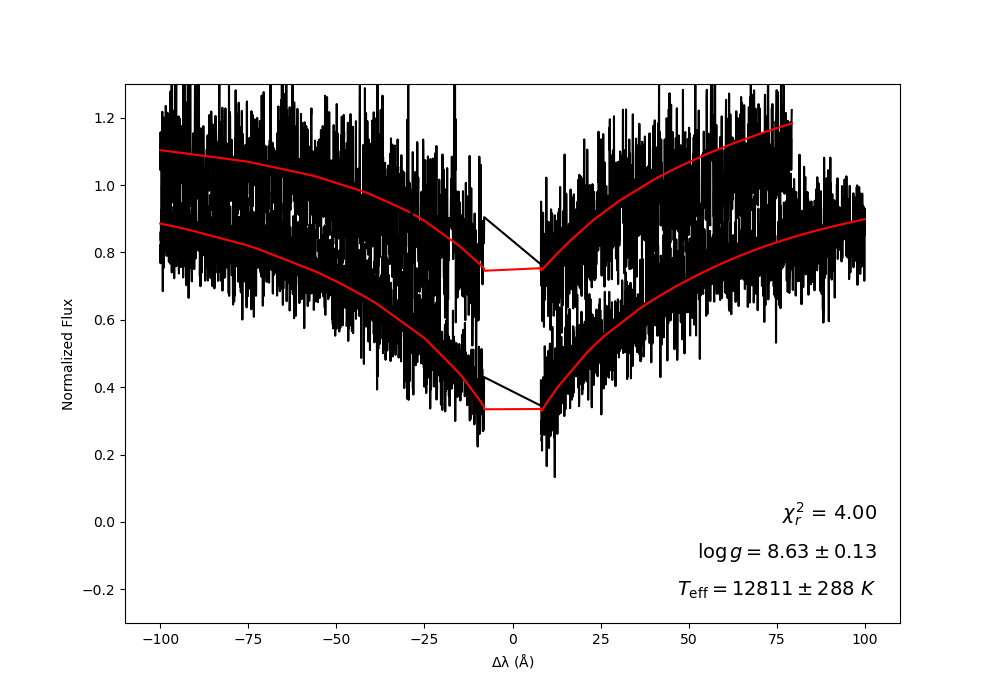 1.2
1.0
0.8
0.6
0.4
0.2
0.0
−0.2
Normalized Flux
χ²ᵣ = 4.00
log g = 8.63 ± 0.13
T_eff = 12811 ± 288 K
−100 −75 −50 −25 0 25 50 75 100
Δλ (Å)